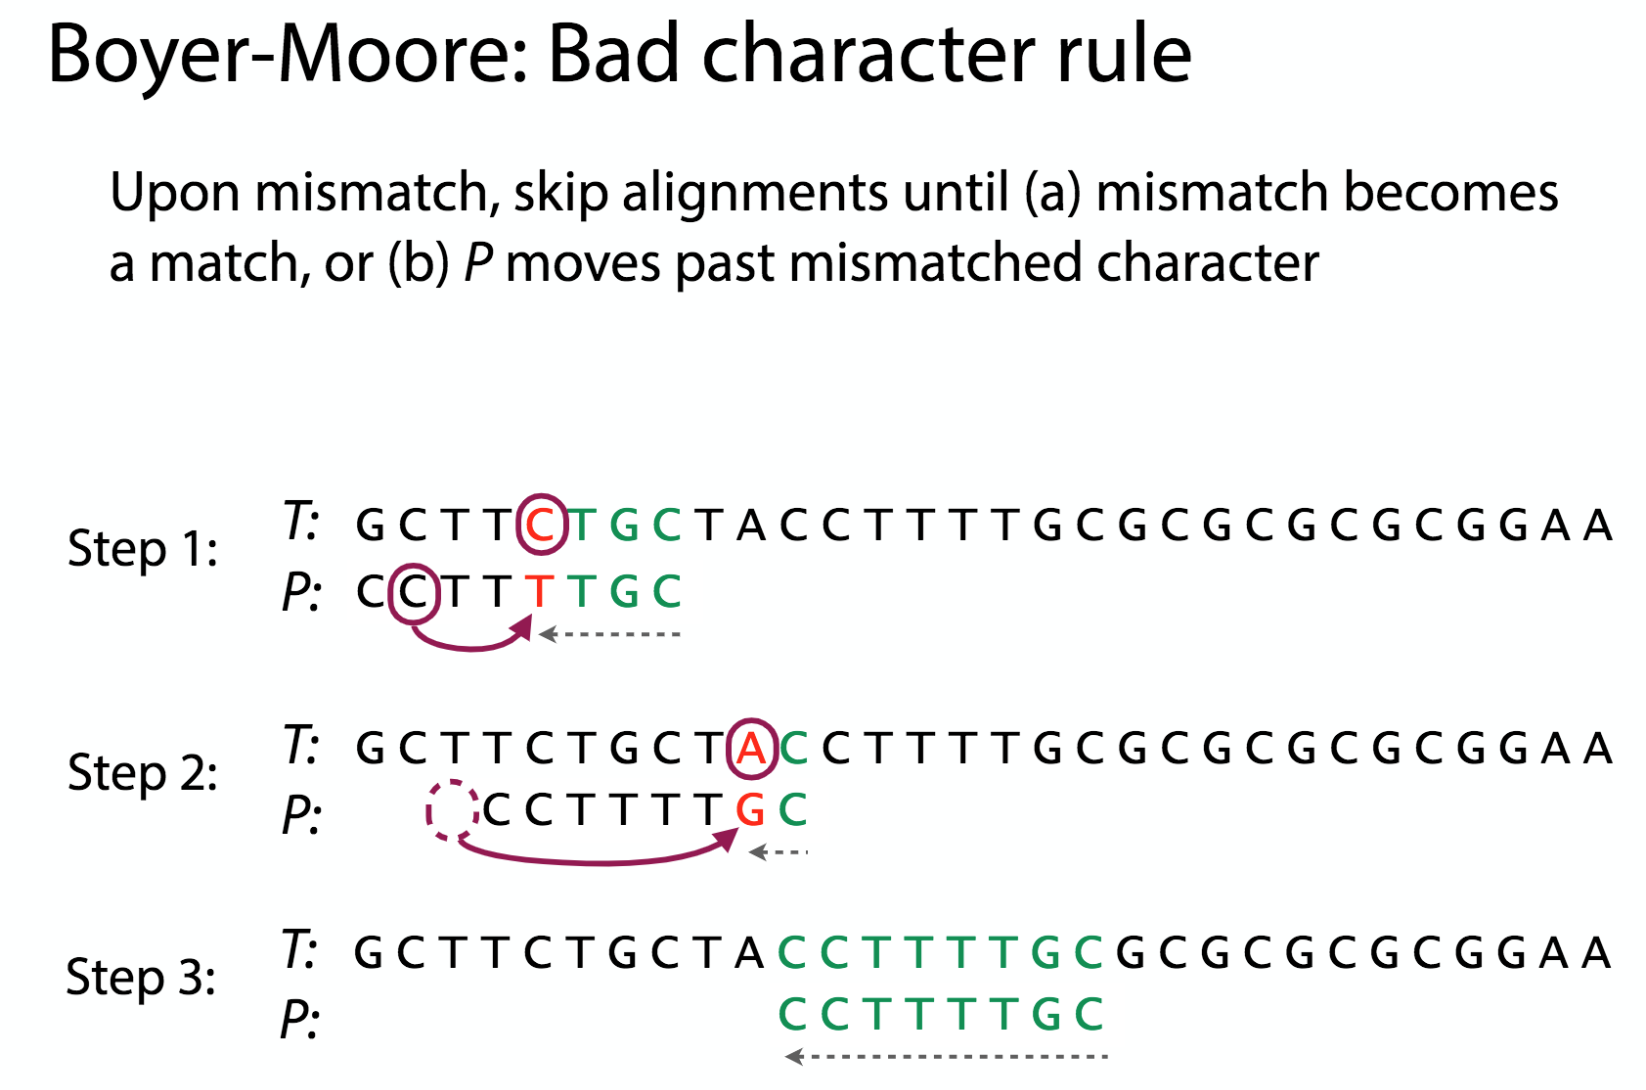 Boyer-Moore: Bad character rule
Upon mismatch, skip alignments until (a) mismatch becomes
a match, or (b) P moves past mismatched character
Step 1:
T: G C T T C T G C T A C C T T T T G C G C G C G C G C G G A A
P: C C T T T T G C
Step 2:
T: G C T T C T G C T A C C T T T T G C G C G C G C G C G G A A
P: C C T T T T G C
Step 3:
T: G C T T C T G C T A C C T T T T G C G C G C G C G C G G A A
P: C C T T T T G C